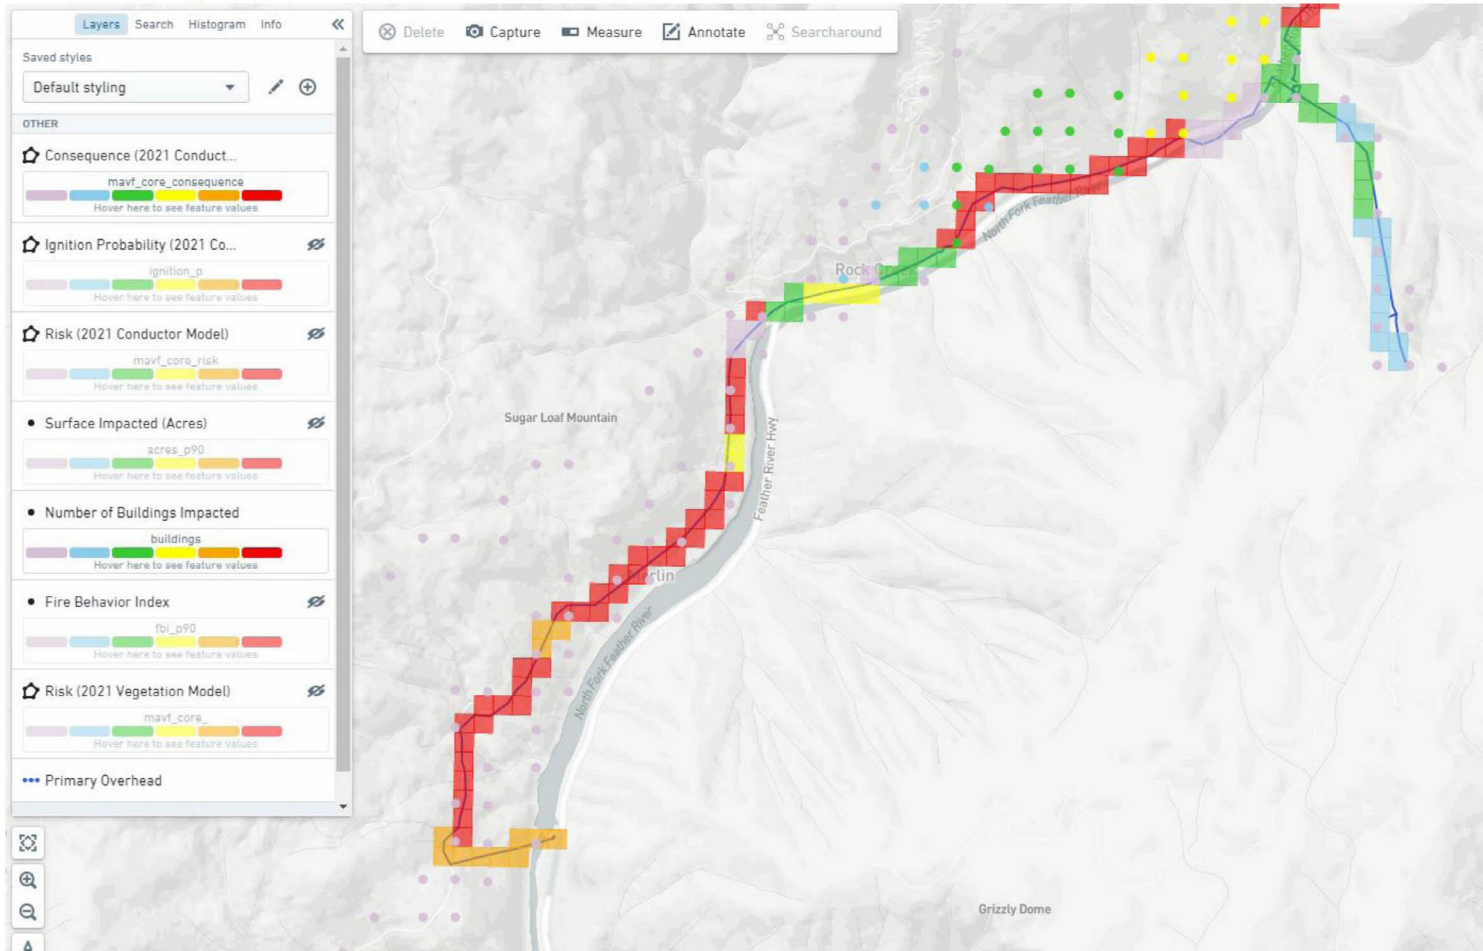 Layers Search Histogram Info
Delete Capture Measure Annotate Searcharound
Saved styles
Default styling
OTHER
Consequence (2021 Conduct...
mavf_core_consequence
Hover here to see feature values
Ignition Probability (2021 Co...
ignition_p
Hover here to see feature values
Risk (2021 Conductor Model)
mavf_core_risk
Hover here to see feature values
Surface Impacted (Acres)
acres_p90
Hover here to see feature values
Number of Buildings Impacted
buildings
Hover here to see feature values
Fire Behavior Index
fbi_p90
Hover here to see feature values
Risk (2021 Vegetation Model)
mavf_core_
Hover here to see feature values
Primary Overhead
North Fork Feather River
Rock Creek
Sugar Loaf Mountain
Feather River Hwy
North Fork Feather River
Grizzly Dome